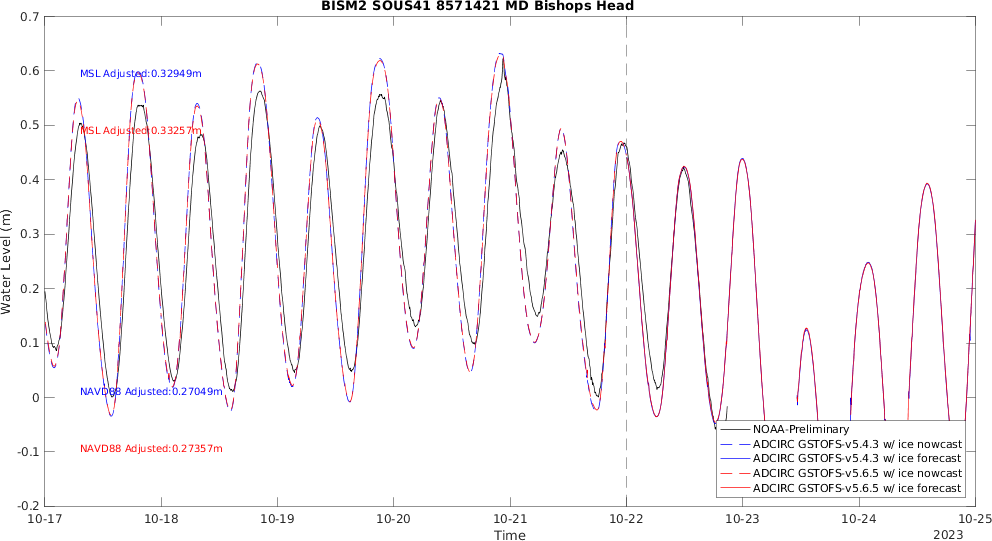 BISM2 SOUS41 8571421 MD Bishops Head
0.7
0.6
0.5
0.4
0.3
0.2
0.1
0
-0.1
-0.2
Water Level (m)
MSL Adjusted:0.32949m
MSL Adjusted:0.33257m
NAVD88 Adjusted:0.27049m
NAVD88 Adjusted:0.27357m
NOAA-Preliminary
ADCIRC GSTOFS-v5.4.3 w/ ice nowcast
ADCIRC GSTOFS-v5.4.3 w/ ice forecast
ADCIRC GSTOFS-v5.6.5 w/ ice nowcast
ADCIRC GSTOFS-v5.6.5 w/ ice forecast
10-17 10-18 10-19 10-20 10-21 10-22 10-23 10-24 10-25
Time
2023